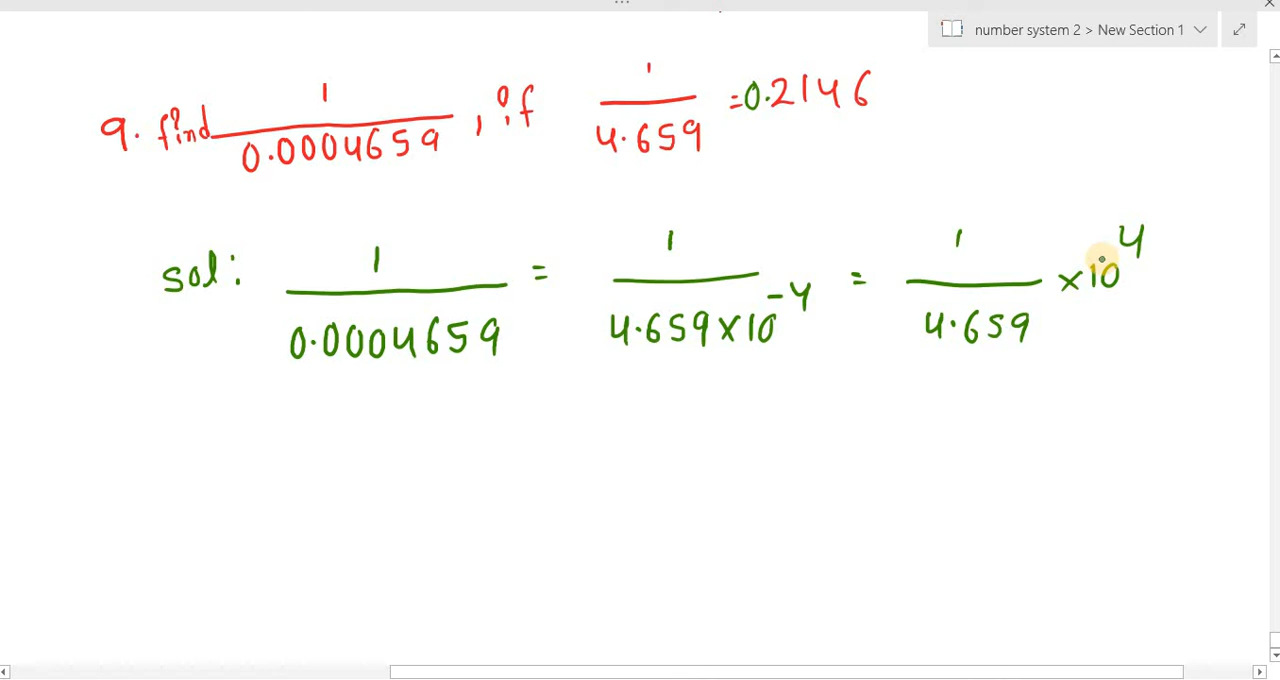 number system 2 > New Section 1
9. find 1/0.0004659 , if 1/4.659 = 0.2146
sol: 1/0.0004659 = 1/4.659×10^-4 = 1/4.659 ×10^4